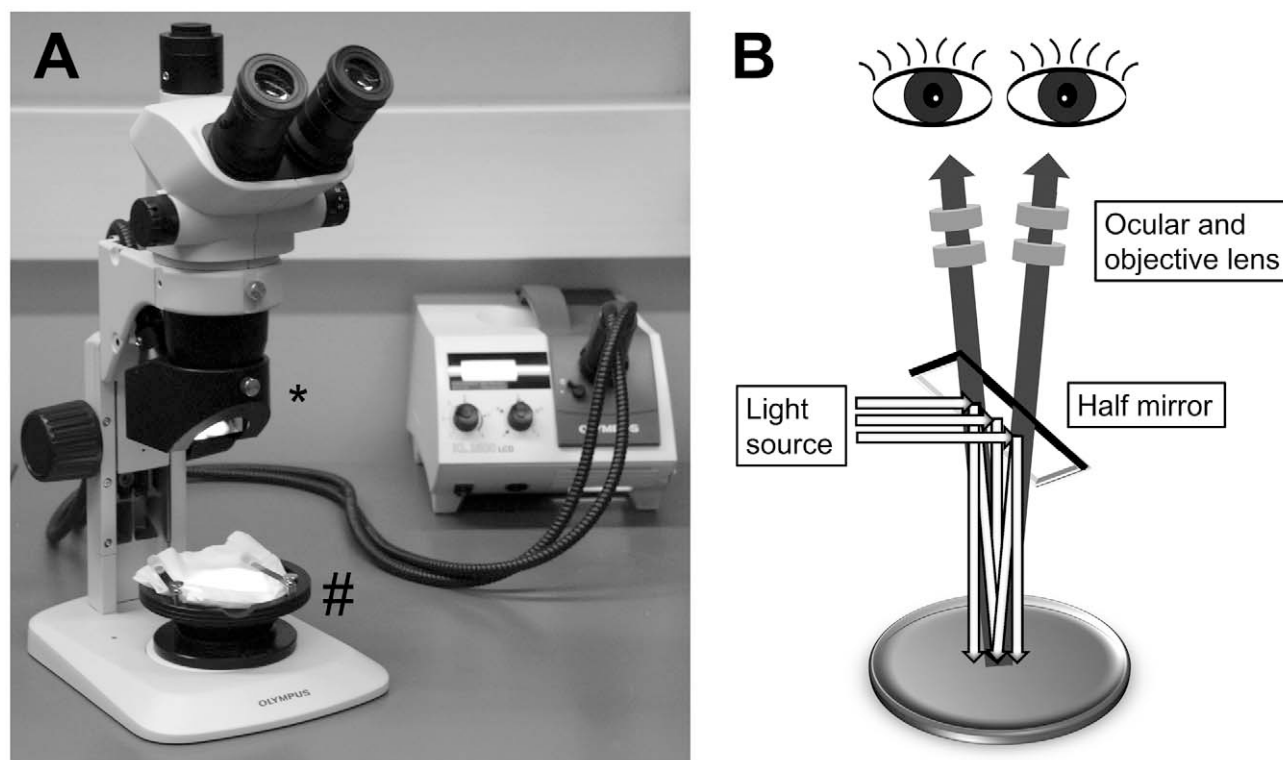 A
*
#
OLYMPUS
OLYMPUS
B
Ocular and
objective lens
Light
source
Half mirror